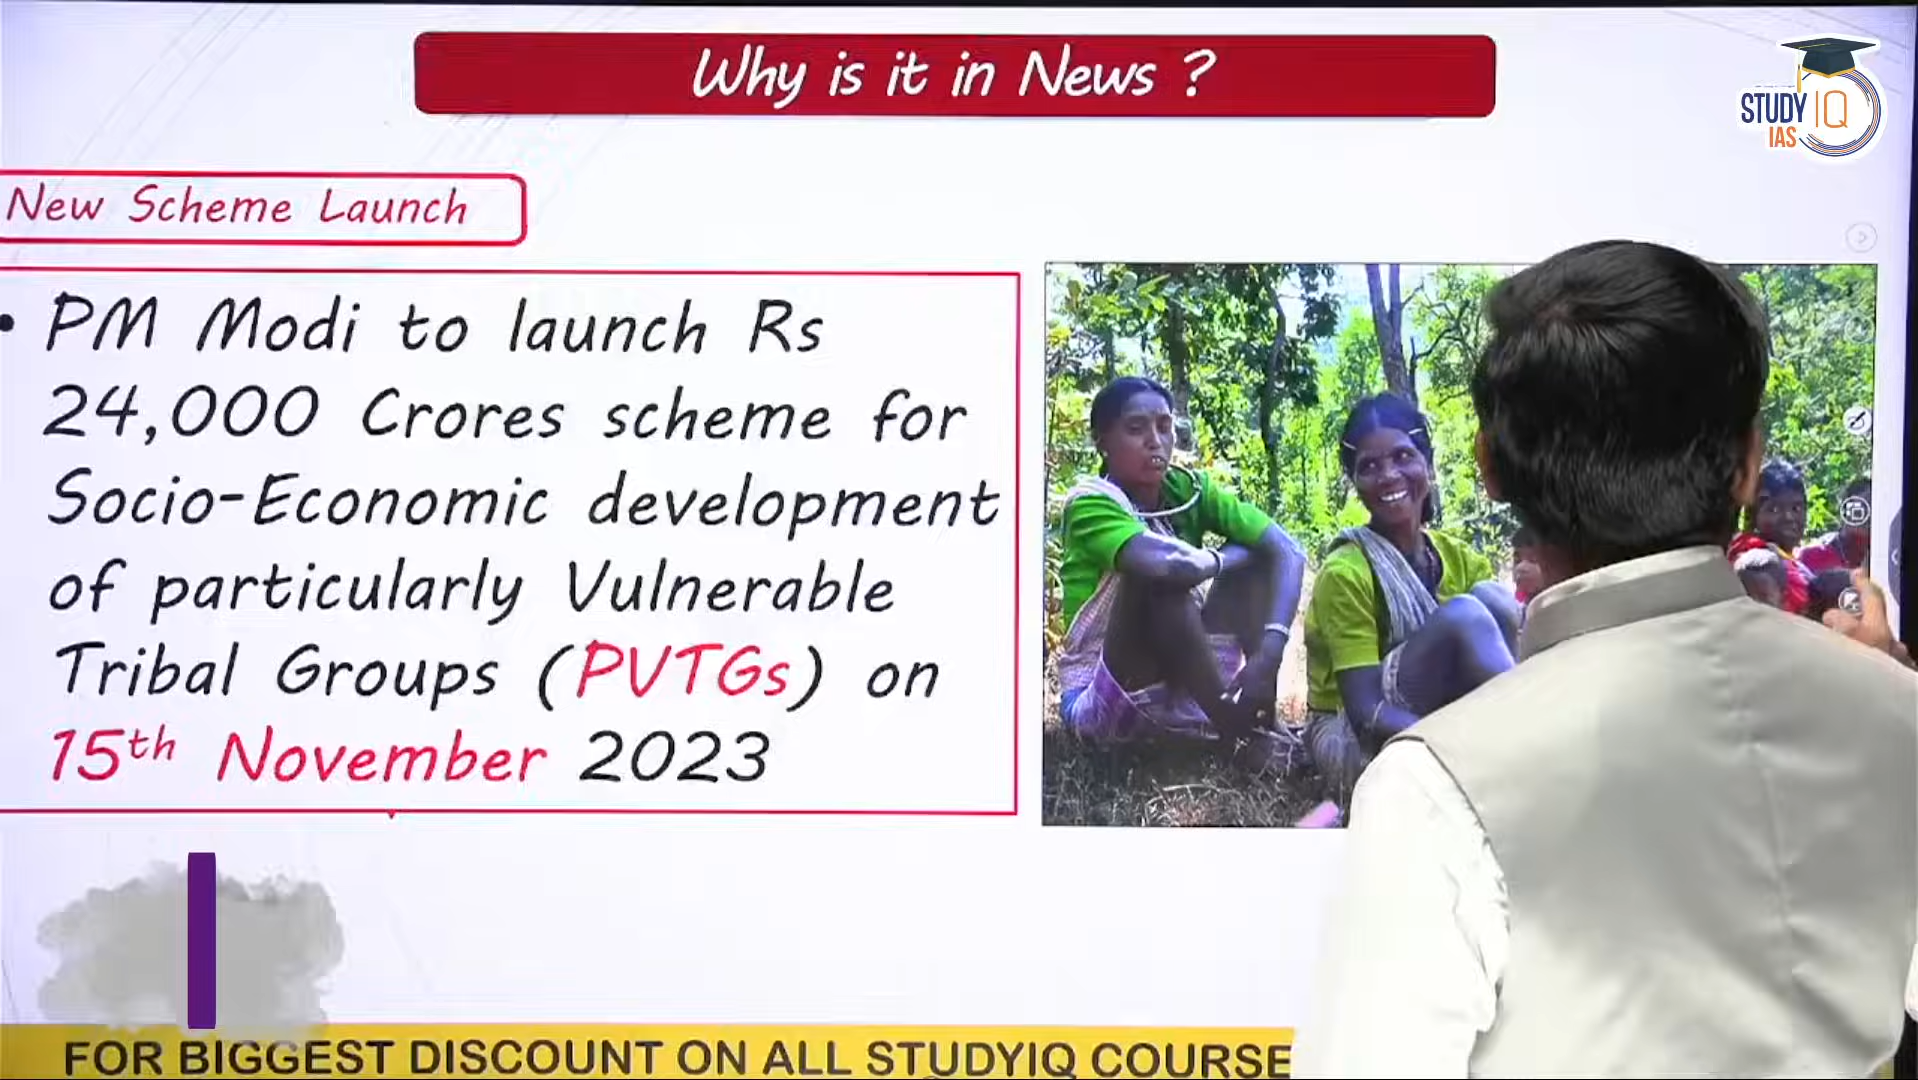 Why is it in News ?
STUDY IQ
IAS
New Scheme Launch
• PM Modi to launch Rs
24,000 Crores scheme for
Socio-Economic development
of particularly Vulnerable
Tribal Groups (PVTGs) on
15th November 2023
FOR BIGGEST DISCOUNT ON ALL STUDYIQ COURSE